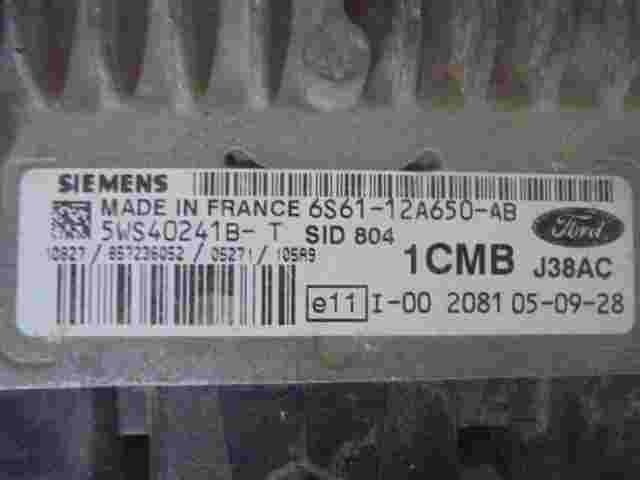 SIEMENS
MADE IN FRANCE 6S61-12A650-AB
5WS40241B- T SID 804 Ford
10827 / 857236052 / 05271 / 105A9
1CMB J38AC
e11 I-00 2081 05-09-28